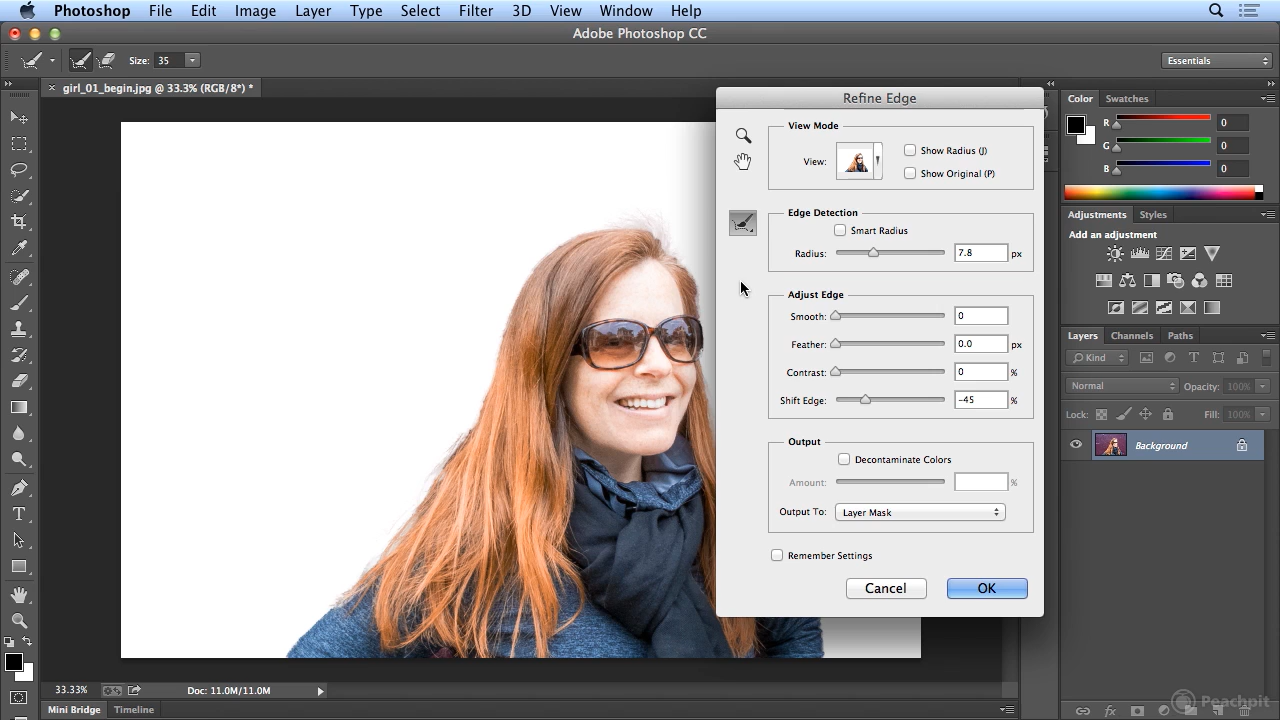 Photoshop File Edit Image Layer Type Select Filter 3D View Window Help
Adobe Photoshop CC
Size: 35 Essentials
girl_01_begin.jpg @ 33.3% (RGB/8*) *
Refine Edge
View Mode
View:
Show Radius (J)
Show Original (P)
Edge Detection
Smart Radius
Radius: 7.8 px
Adjust Edge
Smooth: 0
Feather: 0.0 px
Contrast: 0 %
Shift Edge: -45 %
Output
Decontaminate Colors
Amount: %
Output To: Layer Mask
Remember Settings
Cancel OK
Color Swatches
R 0
G 0
B 0
Adjustments Styles
Add an adjustment
Layers Channels Paths
Kind
Normal Opacity: 100%
Lock: Fill: 100%
Background
33.33% Doc: 11.0M/11.0M
Mini Bridge Timeline
Peachpit